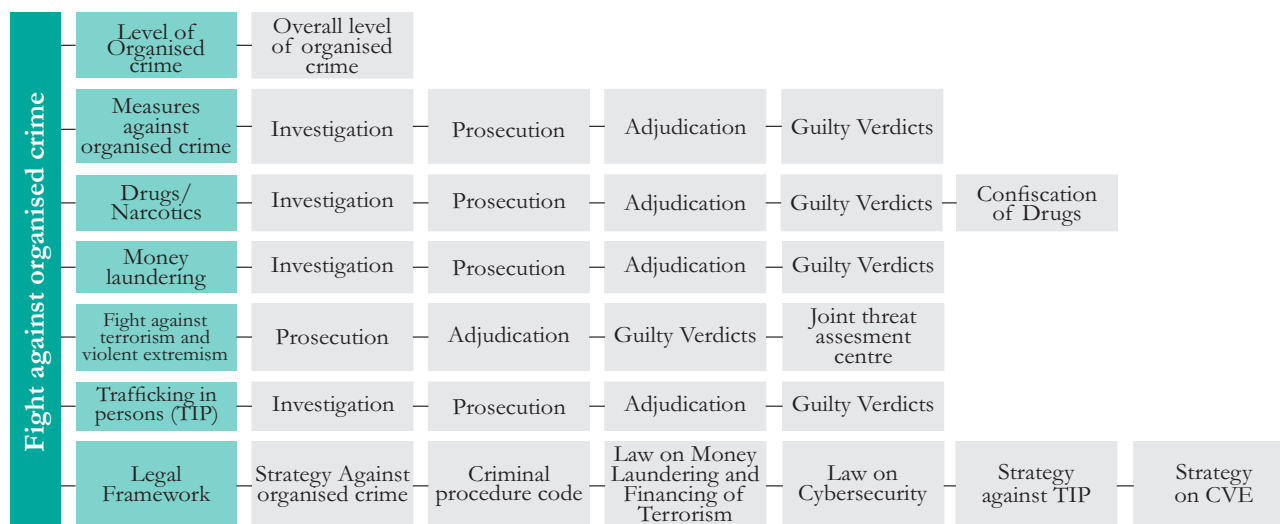 Fight against organised crime
Level of
Organised
crime
Overall level
of organised
crime
Measures
against
organised crime
Investigation
Prosecution
Adjudication
Guilty Verdicts
Drugs/
Narcotics
Investigation
Prosecution
Adjudication
Guilty Verdicts
Confiscation
of Drugs
Money
laundering
Investigation
Prosecution
Adjudication
Guilty Verdicts
Fight against
terrorism and
violent extremism
Prosecution
Adjudication
Guilty Verdicts
Joint threat
assesment
centre
Trafficking in
persons (TIP)
Investigation
Prosecution
Adjudication
Guilty Verdicts
Legal
Framework
Strategy Against
organised crime
Criminal
procedure code
Law on Money
Laundering and
Financing of
Terrorism
Law on
Cybersecurity
Strategy
against TIP
Strategy
on CVE